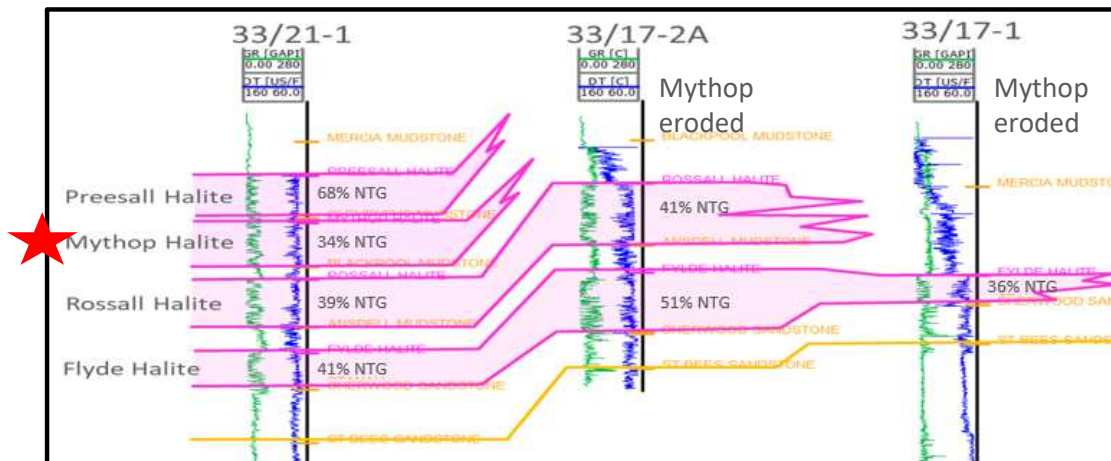 33/21-1
33/17-2A
33/17-1
GR [GAPI]
0.00 280
DT [US/F
160 60.0
GR [C]
0.00 280
DT [C]
160 60.0
GR [GAPI]
0.00 280
DT [US/F
160 60.0
Mythop
eroded
Mythop
eroded
MERCIA MUDSTONE
BLACKPOOL MUDSTONE
PREESALL HALITE
ROSSALL HALITE
MERCIA MUDSTO
Preesall Halite
68% NTG
41% NTG
Mythop Halite
34% NTG
ANSDELL MUDSTONE
BLACKPOOL MUDSTONE
ROSSALL HALITE
FYLDE HALITE
FYLDE HALITE
Rossall Halite
39% NTG
51% NTG
36% NTG
SHERWOOD SAN
ANSDELL MUDSTONE
SHERWOOD SANDSTONE
FYLDE HALITE
ST BEES SANDS
Flyde Halite
41% NTG
ST BEES SANDSTONE
SHERWOOD SANDSTONE
ST BEES SANDSTONE